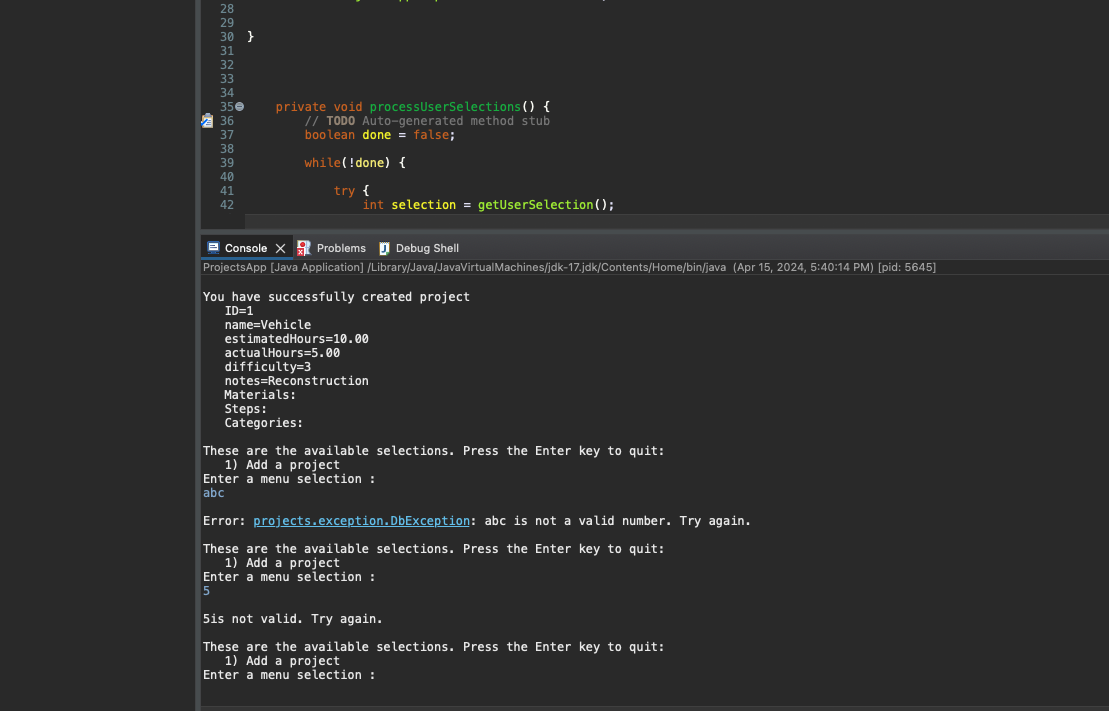 28
29
30 }
31
32
33
34
35 private void processUserSelections() {
36 // TODO Auto-generated method stub
37 boolean done = false;
38
39 while(!done) {
40
41 try {
42 int selection = getUserSelection();
Console Problems Debug Shell
ProjectsApp [Java Application] /Library/Java/JavaVirtualMachines/jdk-17.jdk/Contents/Home/bin/java (Apr 15, 2024, 5:40:14 PM) [pid: 5645]
You have successfully created project
ID=1
name=Vehicle
estimatedHours=10.00
actualHours=5.00
difficulty=3
notes=Reconstruction
Materials:
Steps:
Categories:
These are the available selections. Press the Enter key to quit:
1) Add a project
Enter a menu selection :
abc
Error: projects.exception.DbException: abc is not a valid number. Try again.
These are the available selections. Press the Enter key to quit:
1) Add a project
Enter a menu selection :
5
5is not valid. Try again.
These are the available selections. Press the Enter key to quit:
1) Add a project
Enter a menu selection :